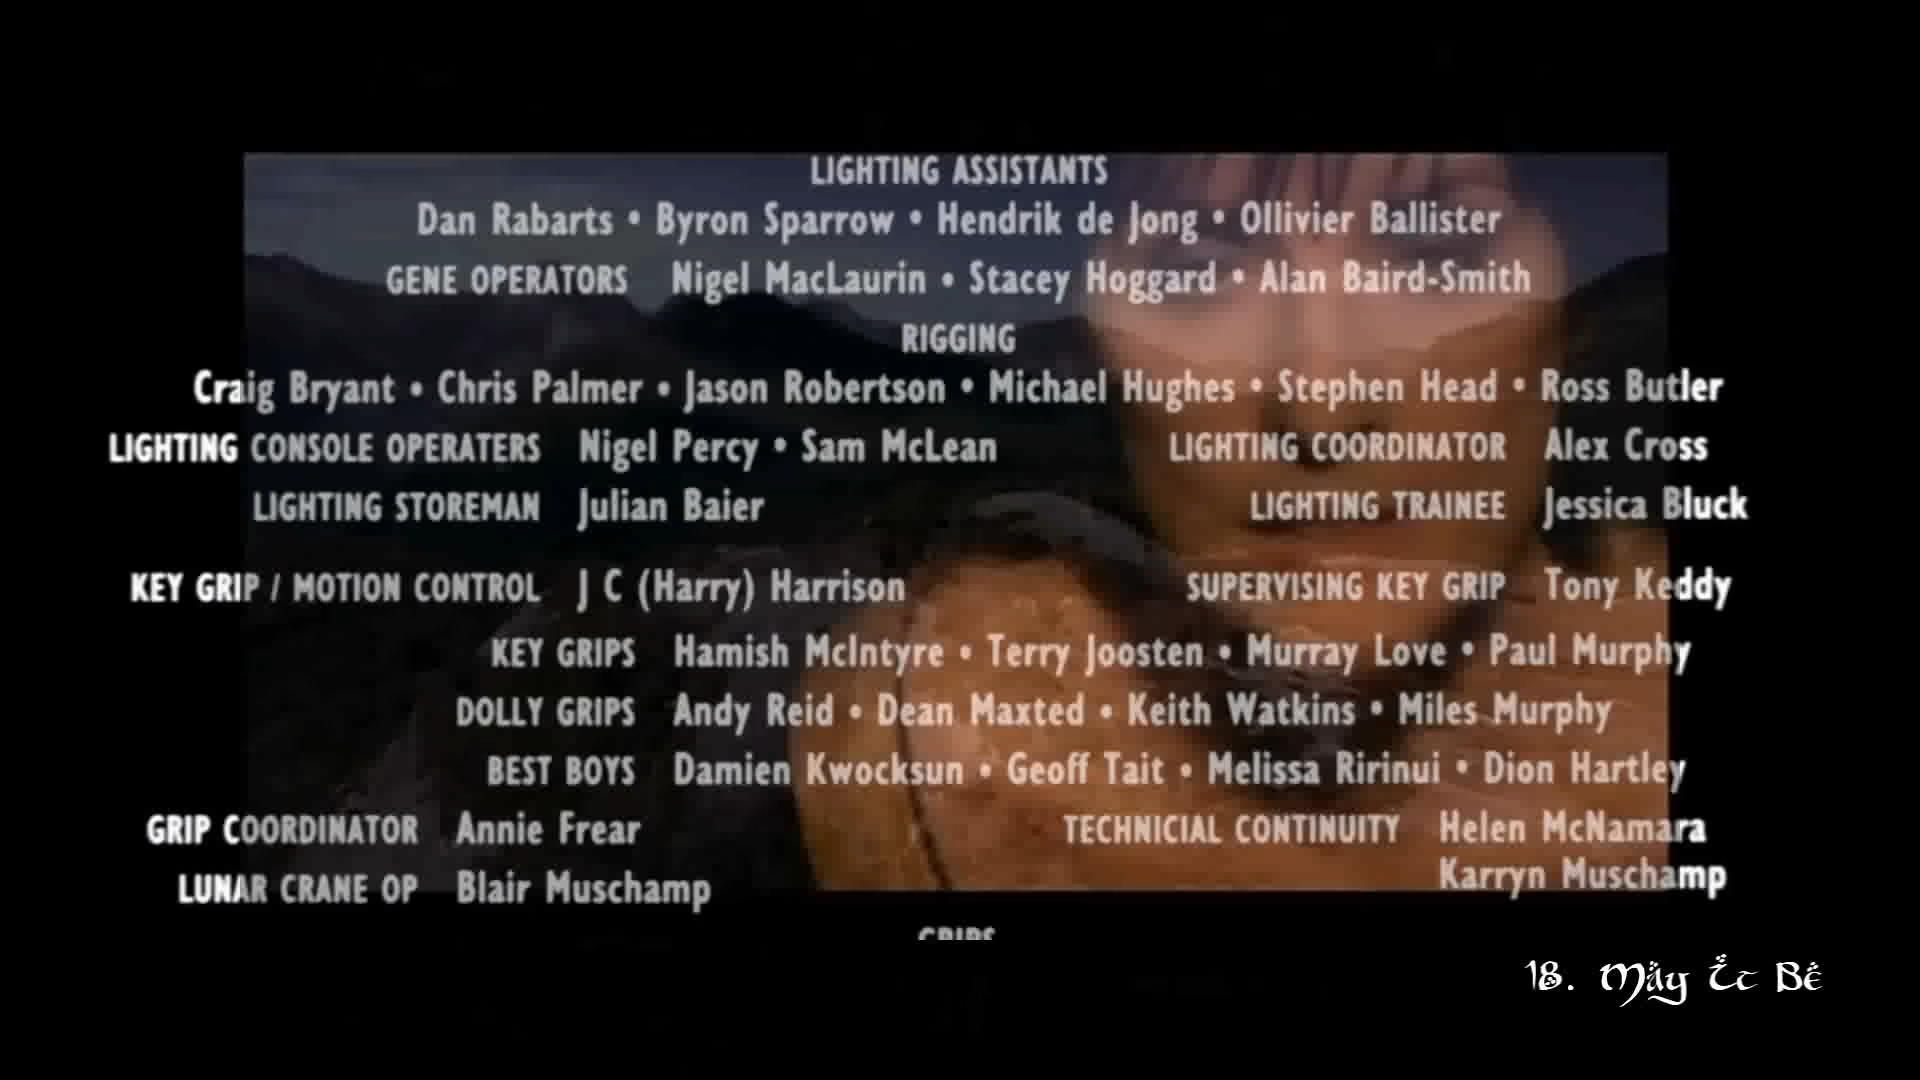 LIGHTING ASSISTANTS
Dan Rabarts • Byron Sparrow • Hendrik de Jong • Ollivier Ballister
GENE OPERATORS Nigel MacLaurin • Stacey Hoggard • Alan Baird-Smith
RIGGING
Craig Bryant • Chris Palmer • Jason Robertson • Michael Hughes • Stephen Head • Ross Butler
LIGHTING CONSOLE OPERATERS Nigel Percy • Sam McLean LIGHTING COORDINATOR Alex Cross
LIGHTING STOREMAN Julian Baier LIGHTING TRAINEE Jessica Bluck
KEY GRIP / MOTION CONTROL J C (Harry) Harrison SUPERVISING KEY GRIP Tony Keddy
KEY GRIPS Hamish McIntyre • Terry Joosten • Murray Love • Paul Murphy
DOLLY GRIPS Andy Reid • Dean Maxted • Keith Watkins • Miles Murphy
BEST BOYS Damien Kwocksun • Geoff Tait • Melissa Ririnui • Dion Hartley
GRIP COORDINATOR Annie Frear TECHNICIAL CONTINUITY Helen McNamara
Karryn Muschamp
LUNAR CRANE OP Blair Muschamp
GRIPS
18. May It Be